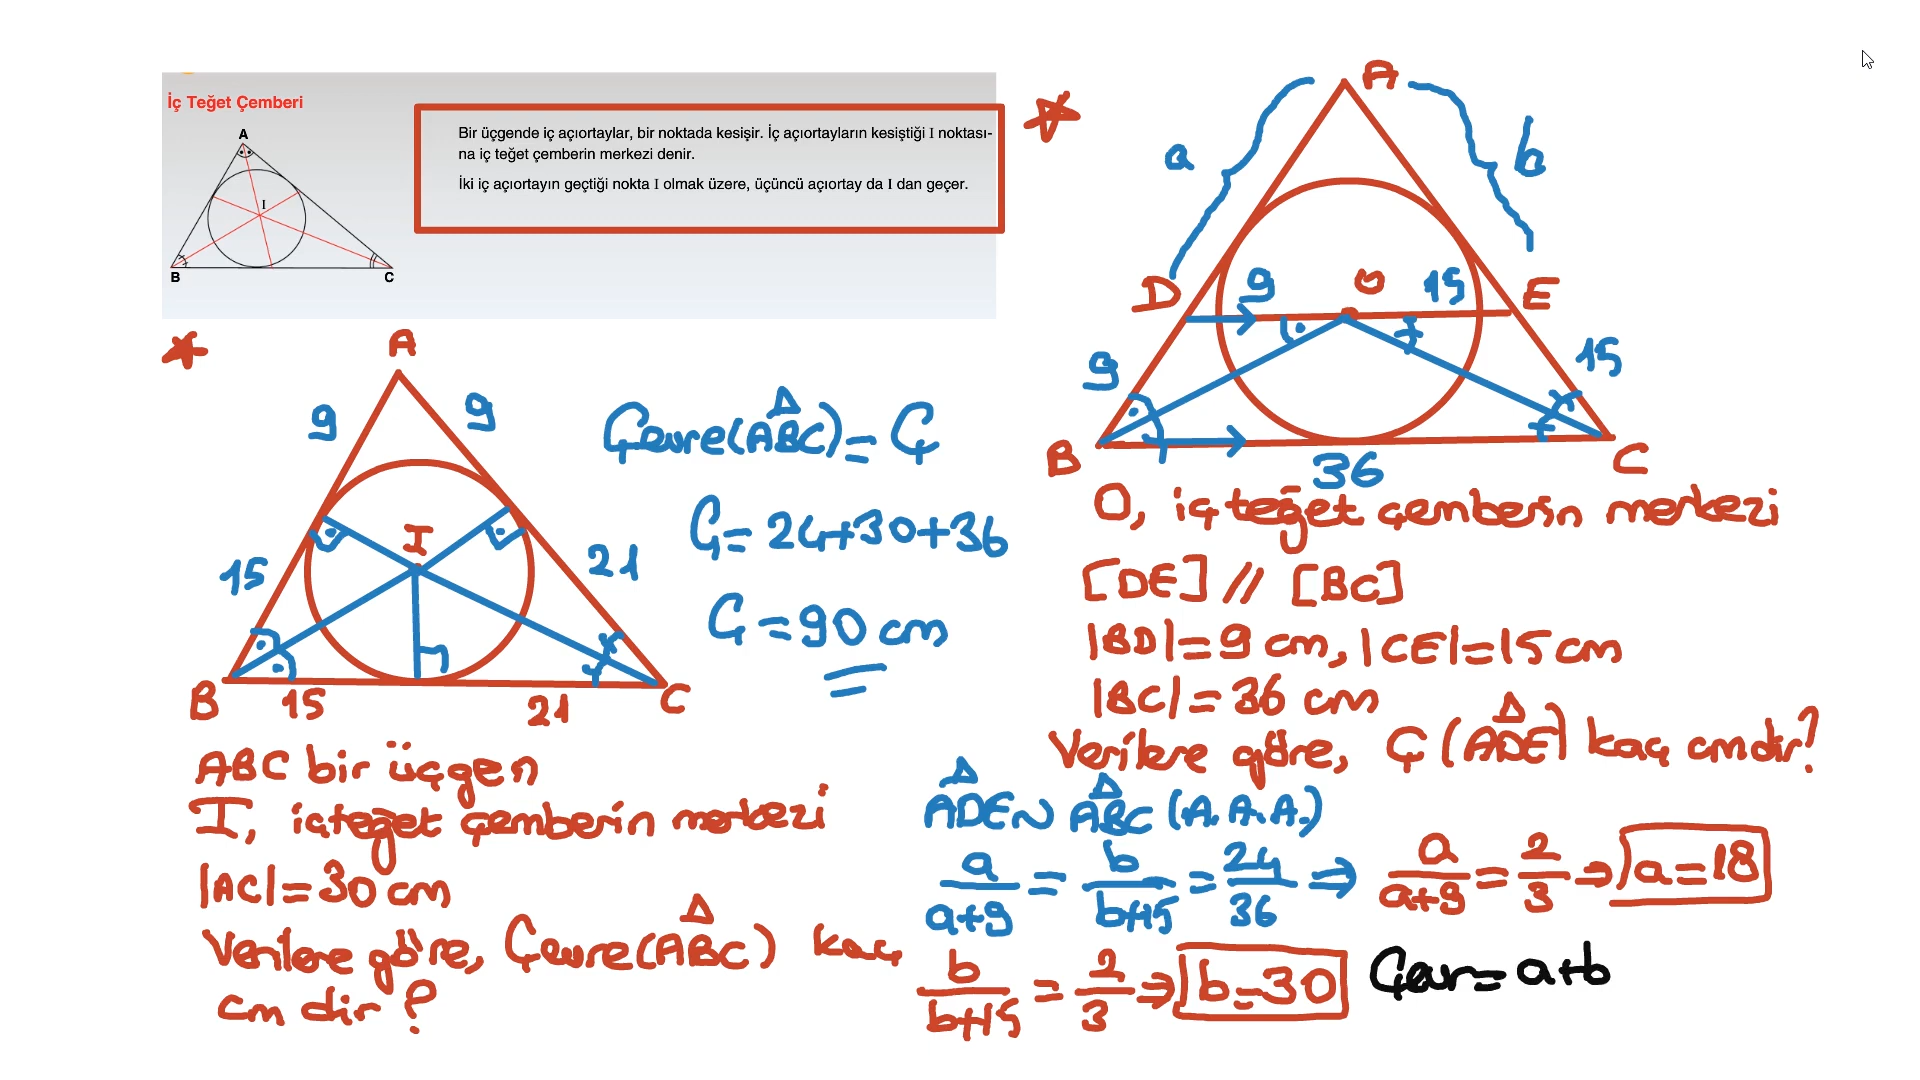 İç Teğet Çemberi
A
I
B
C
Bir üçgende iç açıortaylar, bir noktada kesişir. İç açıortayların kesiştiği I noktası-
na iç teğet çemberin merkezi denir.
İki iç açıortayın geçtiği nokta I olmak üzere, üçüncü açıortay da I dan geçer.
A
9
9
15
I
21
B
15
21
C
Çevre(ABC) = Ç
Ç = 24+30+36
Ç = 90 cm
ABC bir üçgen
I, içteğet çemberin merkezi
|AC| = 30 cm
Verilere göre, Çevre(ABC) kaç
cm dir?
A
a
b
D
9
O
15
E
9
15
B
36
C
O, iç teğet çemberin merkezi
[DE] // [BC]
|BD| = 9 cm, |CE| = 15 cm
|BC| = 36 cm
Verilere göre, Ç(ADE) kaç cmdir?
ADE ~ ABC (A.A.A.)
a/(a+9) = b/(b+15) = 24/36 ⇒ a/(a+9) = 2/3 ⇒ a = 18
b/(b+15) = 2/3 ⇒ b = 30
Çev = a+b